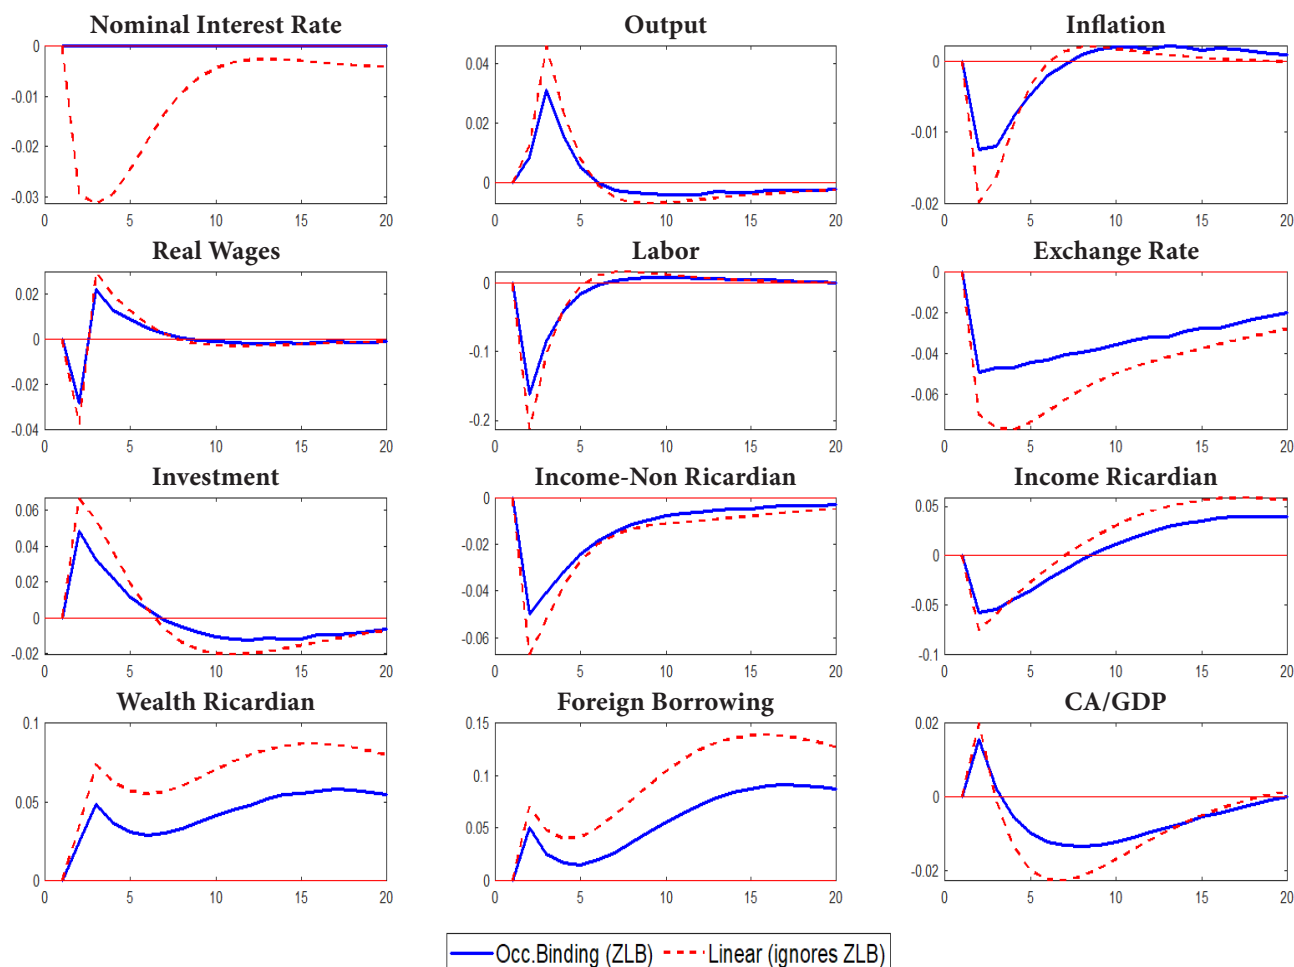 Nominal Interest Rate
Output
Inflation
0
-0.01
-0.02
-0.03
0 5 10 15 20
0.04
0.02
0
0 5 10 15 20
0
-0.01
-0.02
0 5 10 15 20
Real Wages
Labor
Exchange Rate
0.02
0
-0.02
-0.04
0 5 10 15 20
0
-0.1
-0.2
0 5 10 15 20
0
-0.02
-0.04
-0.06
0 5 10 15 20
Investment
Income-Non Ricardian
Income Ricardian
0.06
0.04
0.02
0
-0.02
0 5 10 15 20
0
-0.02
-0.04
-0.06
0 5 10 15 20
0.05
0
-0.05
-0.1
0 5 10 15 20
Wealth Ricardian
Foreign Borrowing
CA/GDP
0.1
0.05
0
0 5 10 15 20
0.15
0.1
0.05
0
0 5 10 15 20
0.02
0
-0.02
0 5 10 15 20
Occ.Binding (ZLB)
Linear (ignores ZLB)